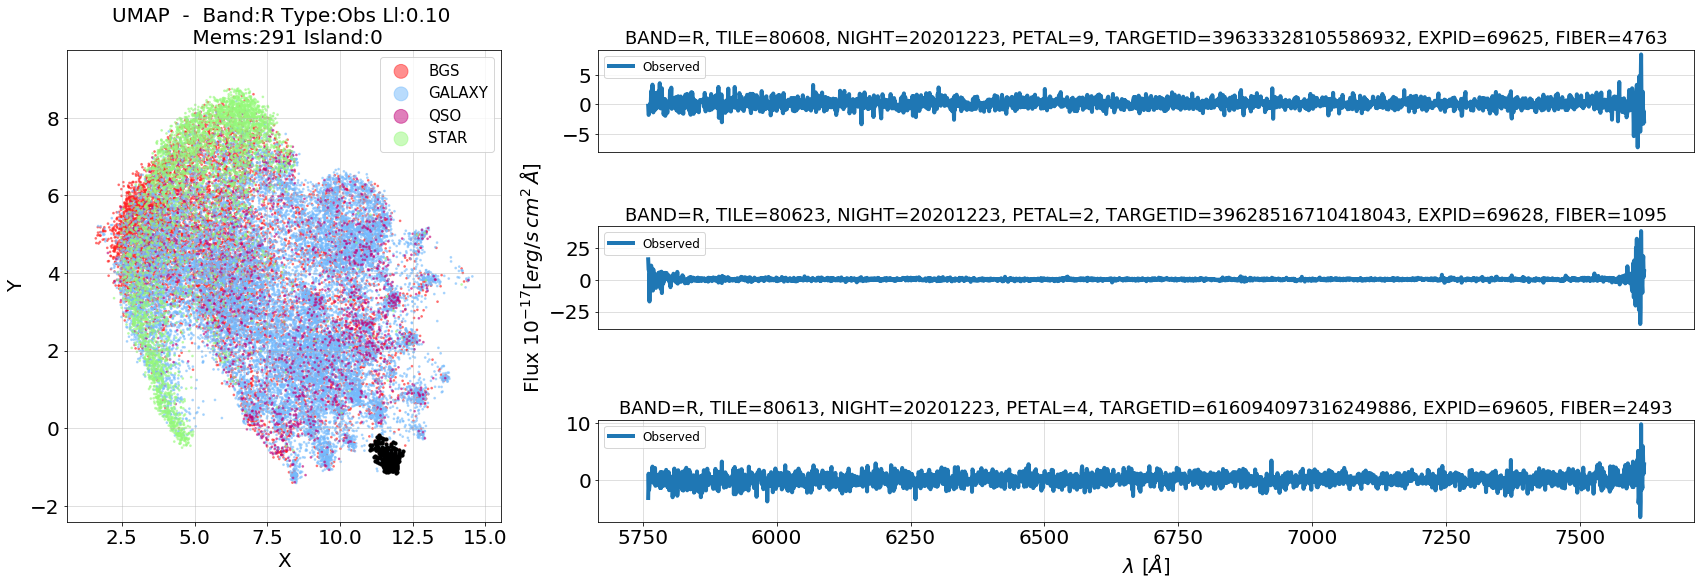 UMAP - Band:R Type:Obs Ll:0.10
Mems:291 Island:0
BGS
GALAXY
QSO
STAR
8
6
4
2
0
−2
Y
2.5 5.0 7.5 10.0 12.5 15.0
X
Flux 10⁻¹⁷[erg/s cm² Å]
BAND=R, TILE=80608, NIGHT=20201223, PETAL=9, TARGETID=39633328105586932, EXPID=69625, FIBER=4763
Observed
5
0
−5
BAND=R, TILE=80623, NIGHT=20201223, PETAL=2, TARGETID=39628516710418043, EXPID=69628, FIBER=1095
Observed
25
0
−25
BAND=R, TILE=80613, NIGHT=20201223, PETAL=4, TARGETID=616094097316249886, EXPID=69605, FIBER=2493
Observed
10
0
5750 6000 6250 6500 6750 7000 7250 7500
λ [Å]